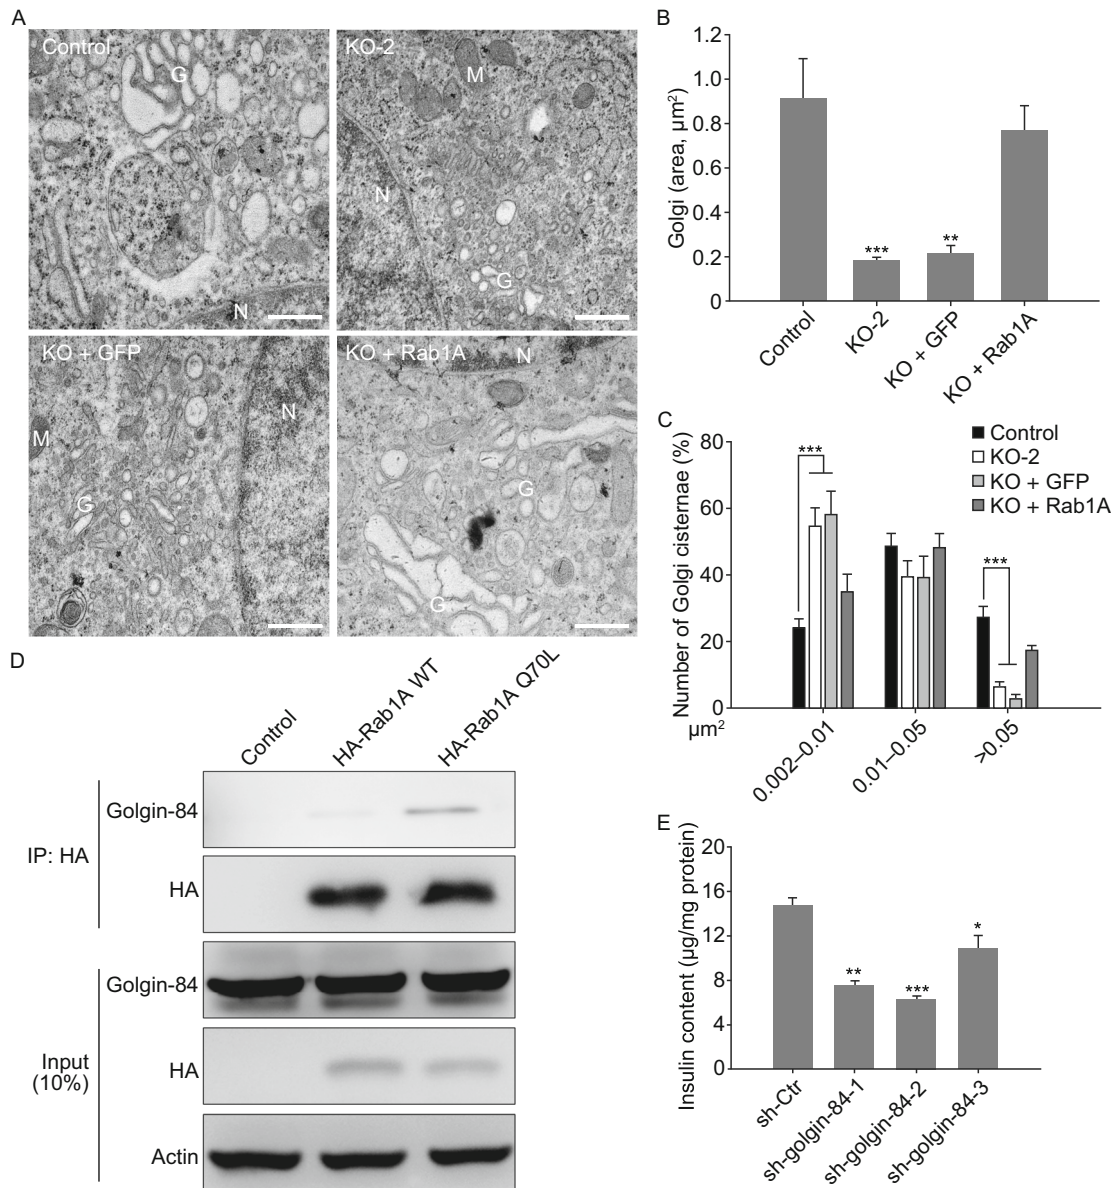 A
Control
G
N
KO-2
M
N
G
KO + GFP
M
N
G
KO + Rab1A
N
G
G
B
Golgi (area, µm²)
1.2
1.0
0.8
0.6
0.4
0.2
0
***
**
Control
KO-2
KO + GFP
KO + Rab1A
C
Number of Golgi cisternae (%)
80
60
40
20
0
***
***
Control
KO-2
KO + GFP
KO + Rab1A
µm²
0.002–0.01
0.01–0.05
>0.05
D
Control
HA-Rab1A WT
HA-Rab1A Q70L
IP: HA
Golgin-84
HA
Input
(10%)
Golgin-84
HA
Actin
E
Insulin content (µg/mg protein)
20
16
12
8
4
0
**
***
*
sh-Ctr
sh-golgin-84-1
sh-golgin-84-2
sh-golgin-84-3